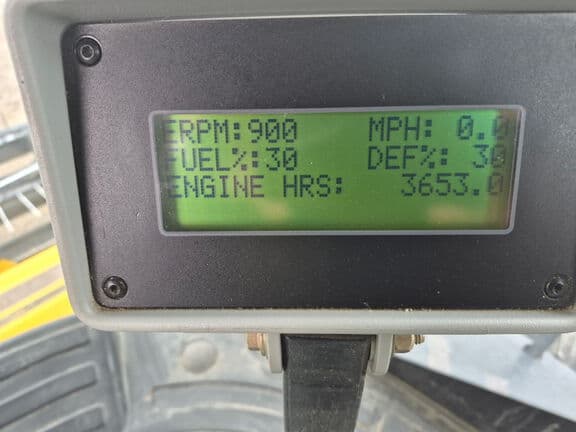 ERPM:900 MPH: 0.0
FUEL%:30 DEF%: 30
ENGINE HRS: 3653.0